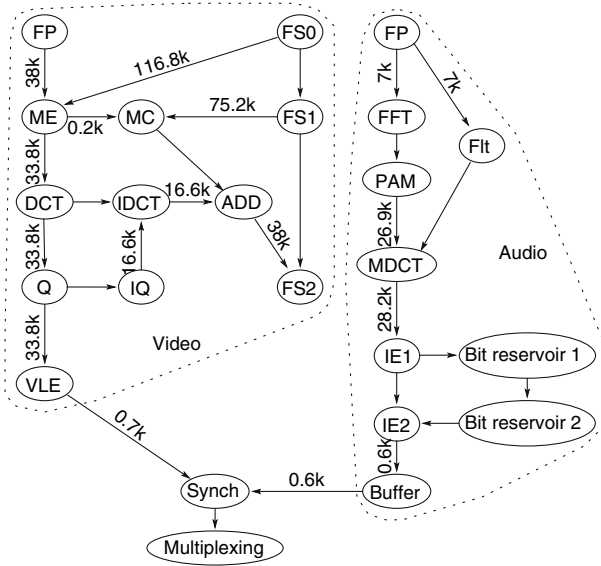 FP
FS0
FP
38k
116.8k
7k
7k
ME
0.2k
MC
75.2k
FS1
FFT
Flt
33.8k
PAM
DCT
IDCT
16.6k
ADD
26.9k
33.8k
16.6k
38k
MDCT
Audio
Q
IQ
FS2
28.2k
33.8k
Video
IE1
Bit reservoir 1
VLE
0.7k
IE2
Bit reservoir 2
0.6k
Synch
0.6k
Buffer
Multiplexing